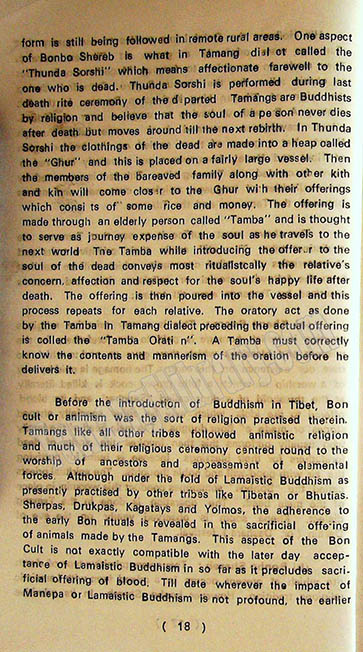 form is still being followed in remote rural areas. One aspect
of Bonbo Shereb is what in Tamang dial ot called the
"Thunda Sorshi" which means affectionate farewell to the
one who is dead. Thunda Sorshi is performed during last
death rite ceremony of the d parted Tamangs are Buddhists
by religion and believe that the soul of a pe son never dies
after death but moves around till the next rebirth. In Thunda
Sorshi the clothings of the dead are made into a heap called
the "Ghur" and this is placed on a fairly large vessel. Then
the members of the bareaved family along with other kith
and kin will come clos r to the Ghur wi h their offerings
which consi ts of some rice and money. The offering is
made through an elderly person called "Tamba" and is thought
to serve as journey expense of the soul as he travels to the
next world Tne Tamba while introducing the offer r to the
soul of the dead conveys most ritualistcally the relative's
concern. affection and respect for the soul's happy life after
death. The offering is then poured into the vessel and this
process repeats for each relative. The oratory act as done
by the Tamba in Tamang dialect preceding the actual offering
is called the "Tamba Orati n". A Tamba must correctly
know the contents and mannerism of the oration before he
delivers it.
Before the introduction of Buddhism in Tibet, Bon
cult or animism was the sort of religion practised therein.
Tamangs like all other tribes followed animistic religion
and much of their religious ceremony centred round to the
worship of ancestors and appeasement of elemental
forces. Although under the fold of Lamaistic Buddhism as
presently practised by other tribes like Tibetan or Bhutias.
Sherpas, Drukpas, Kagatays and Yolmos, the adherence to
the early Bon rituals is revealed in the sacrificial offe ing
of animals made by the Tamangs. This aspect of the Bon
Cult is not exactly compatible with the later day accep-
tance of Lemaistic Buddhism in so far as it precludes sacri-
ficial offering of blood. Till date wherever the impact of
Manepa or Lamaistic Buddhism is not profound, the earlier
( 18 )